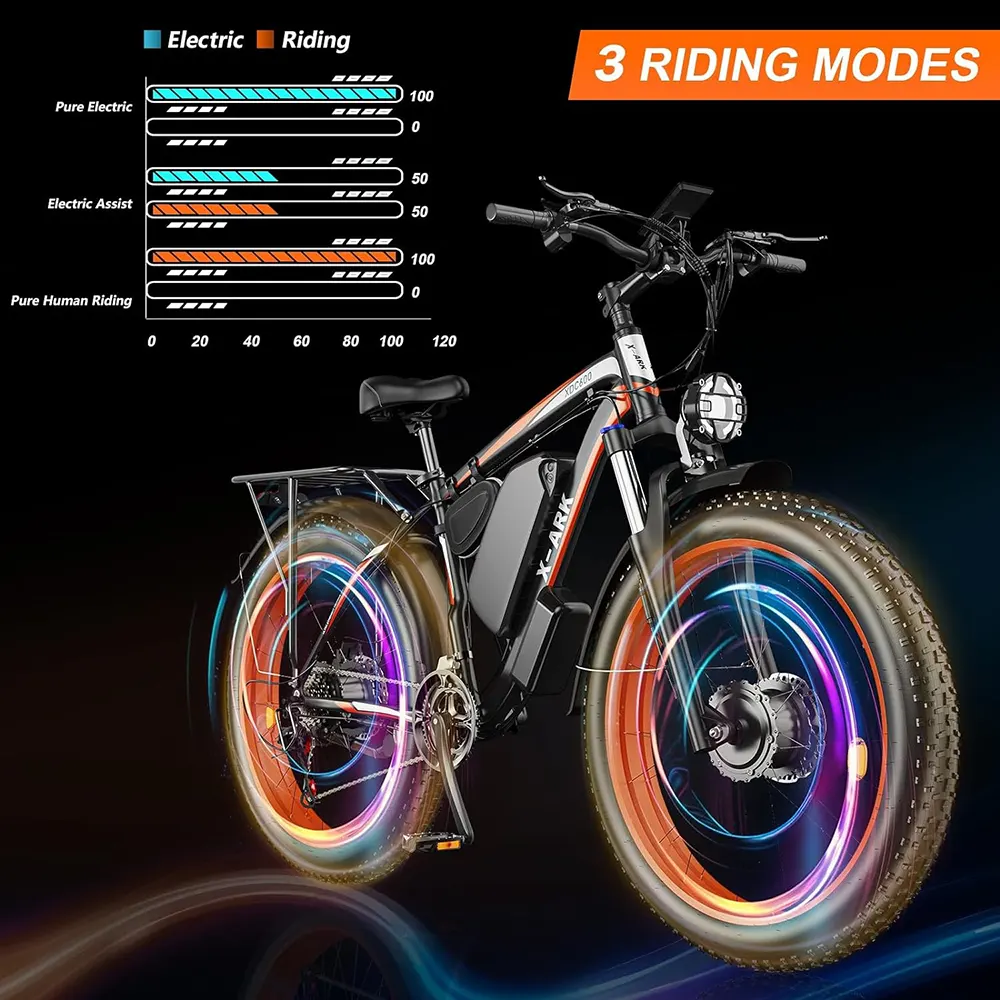 Electric Riding
3 RIDING MODES
Pure Electric
100
0
Electric Assist
50
50
100
Pure Human Riding
0
0 20 40 60 80 100 120
X-ARK
XDC600
X-ARK